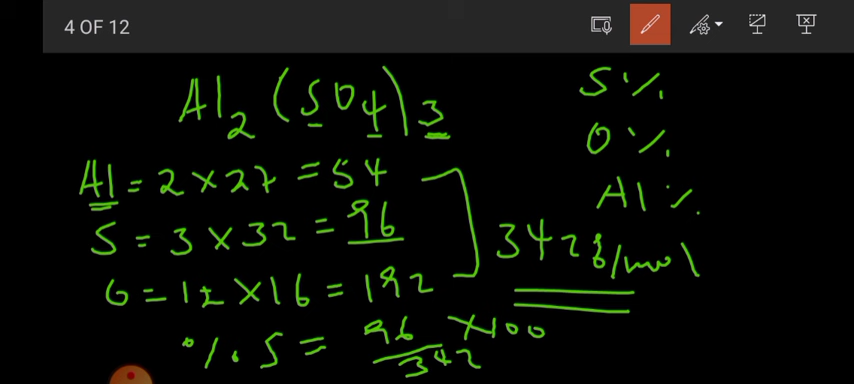 4 OF 12
Al2(SO4)3
Al = 2 × 27 = 54
S = 3 × 32 = 96
O = 12 × 16 = 192
342 g/mol
% S = 96/342 × 100
S %
O %
Al %